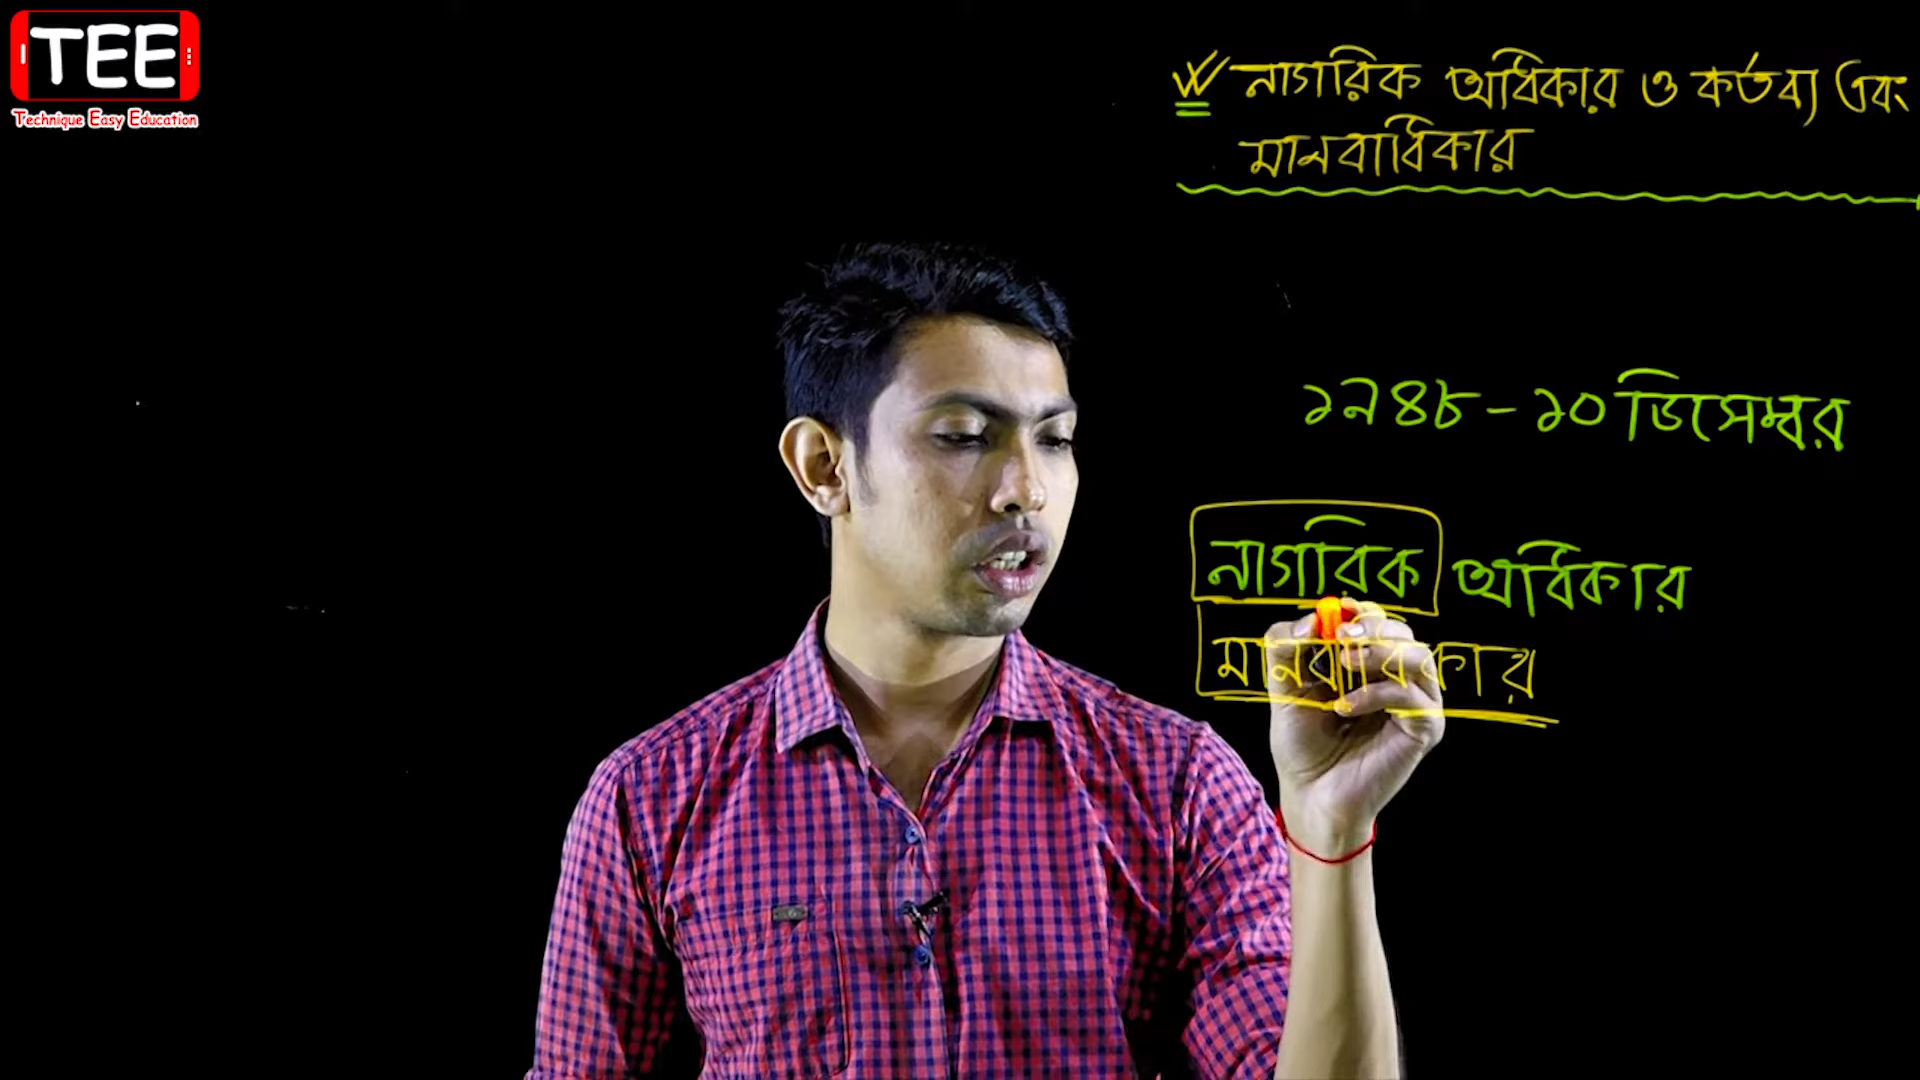 TEE
Technique Easy Education
নাগরিক অধিকার ও কর্তব্য এবং
মানবাধিকার
১৯৪৮ - ১০ ডিসেম্বর
নাগরিক অধিকার
মানবাধিকার